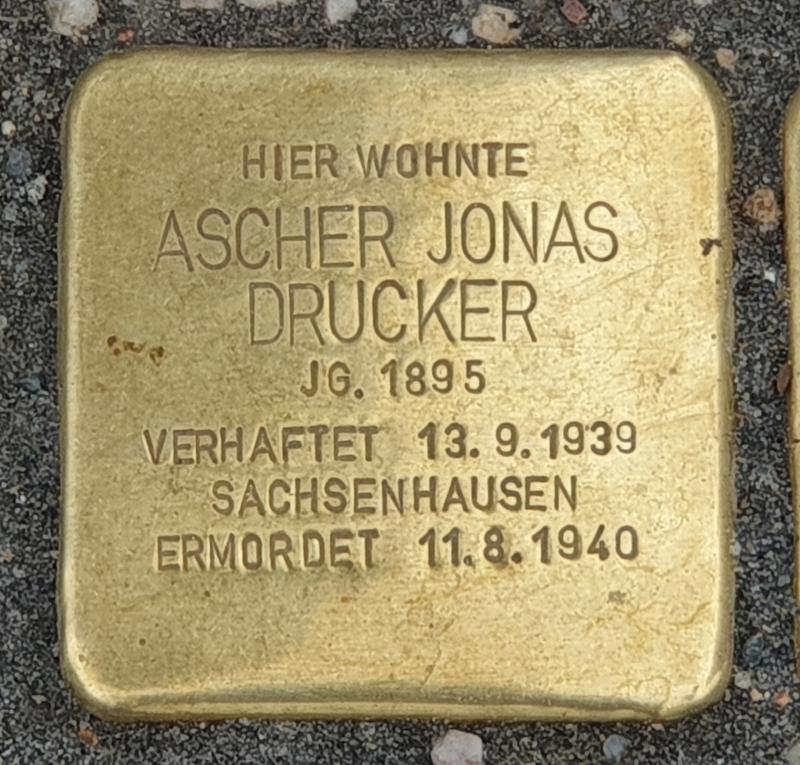 HIER WOHNTE
ASCHER JONAS
DRUCKER
JG. 1895
VERHAFTET 13. 9. 1939
SACHSENHAUSEN
ERMORDET 11. 8. 1940